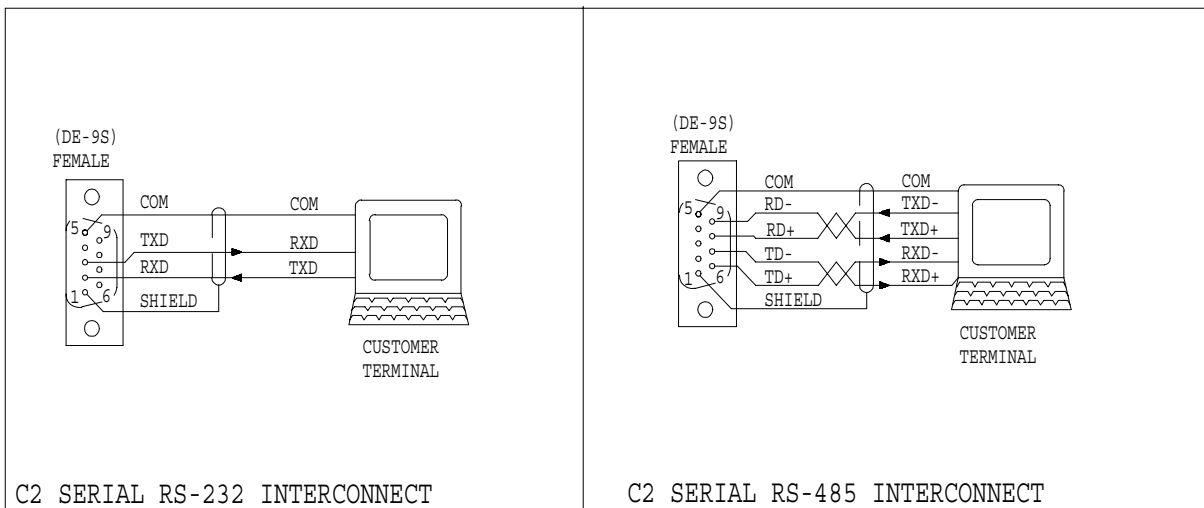 (DE-9S)
FEMALE
COM
COM
5
9
TXD
RXD
RXD
TXD
1
6
SHIELD
CUSTOMER
TERMINAL
C2 SERIAL RS-232 INTERCONNECT
(DE-9S)
FEMALE
COM
COM
5
9
RD-
TXD-
RD+
TXD+
TD-
RXD-
TD+
RXD+
1
6
SHIELD
CUSTOMER
TERMINAL
C2 SERIAL RS-485 INTERCONNECT